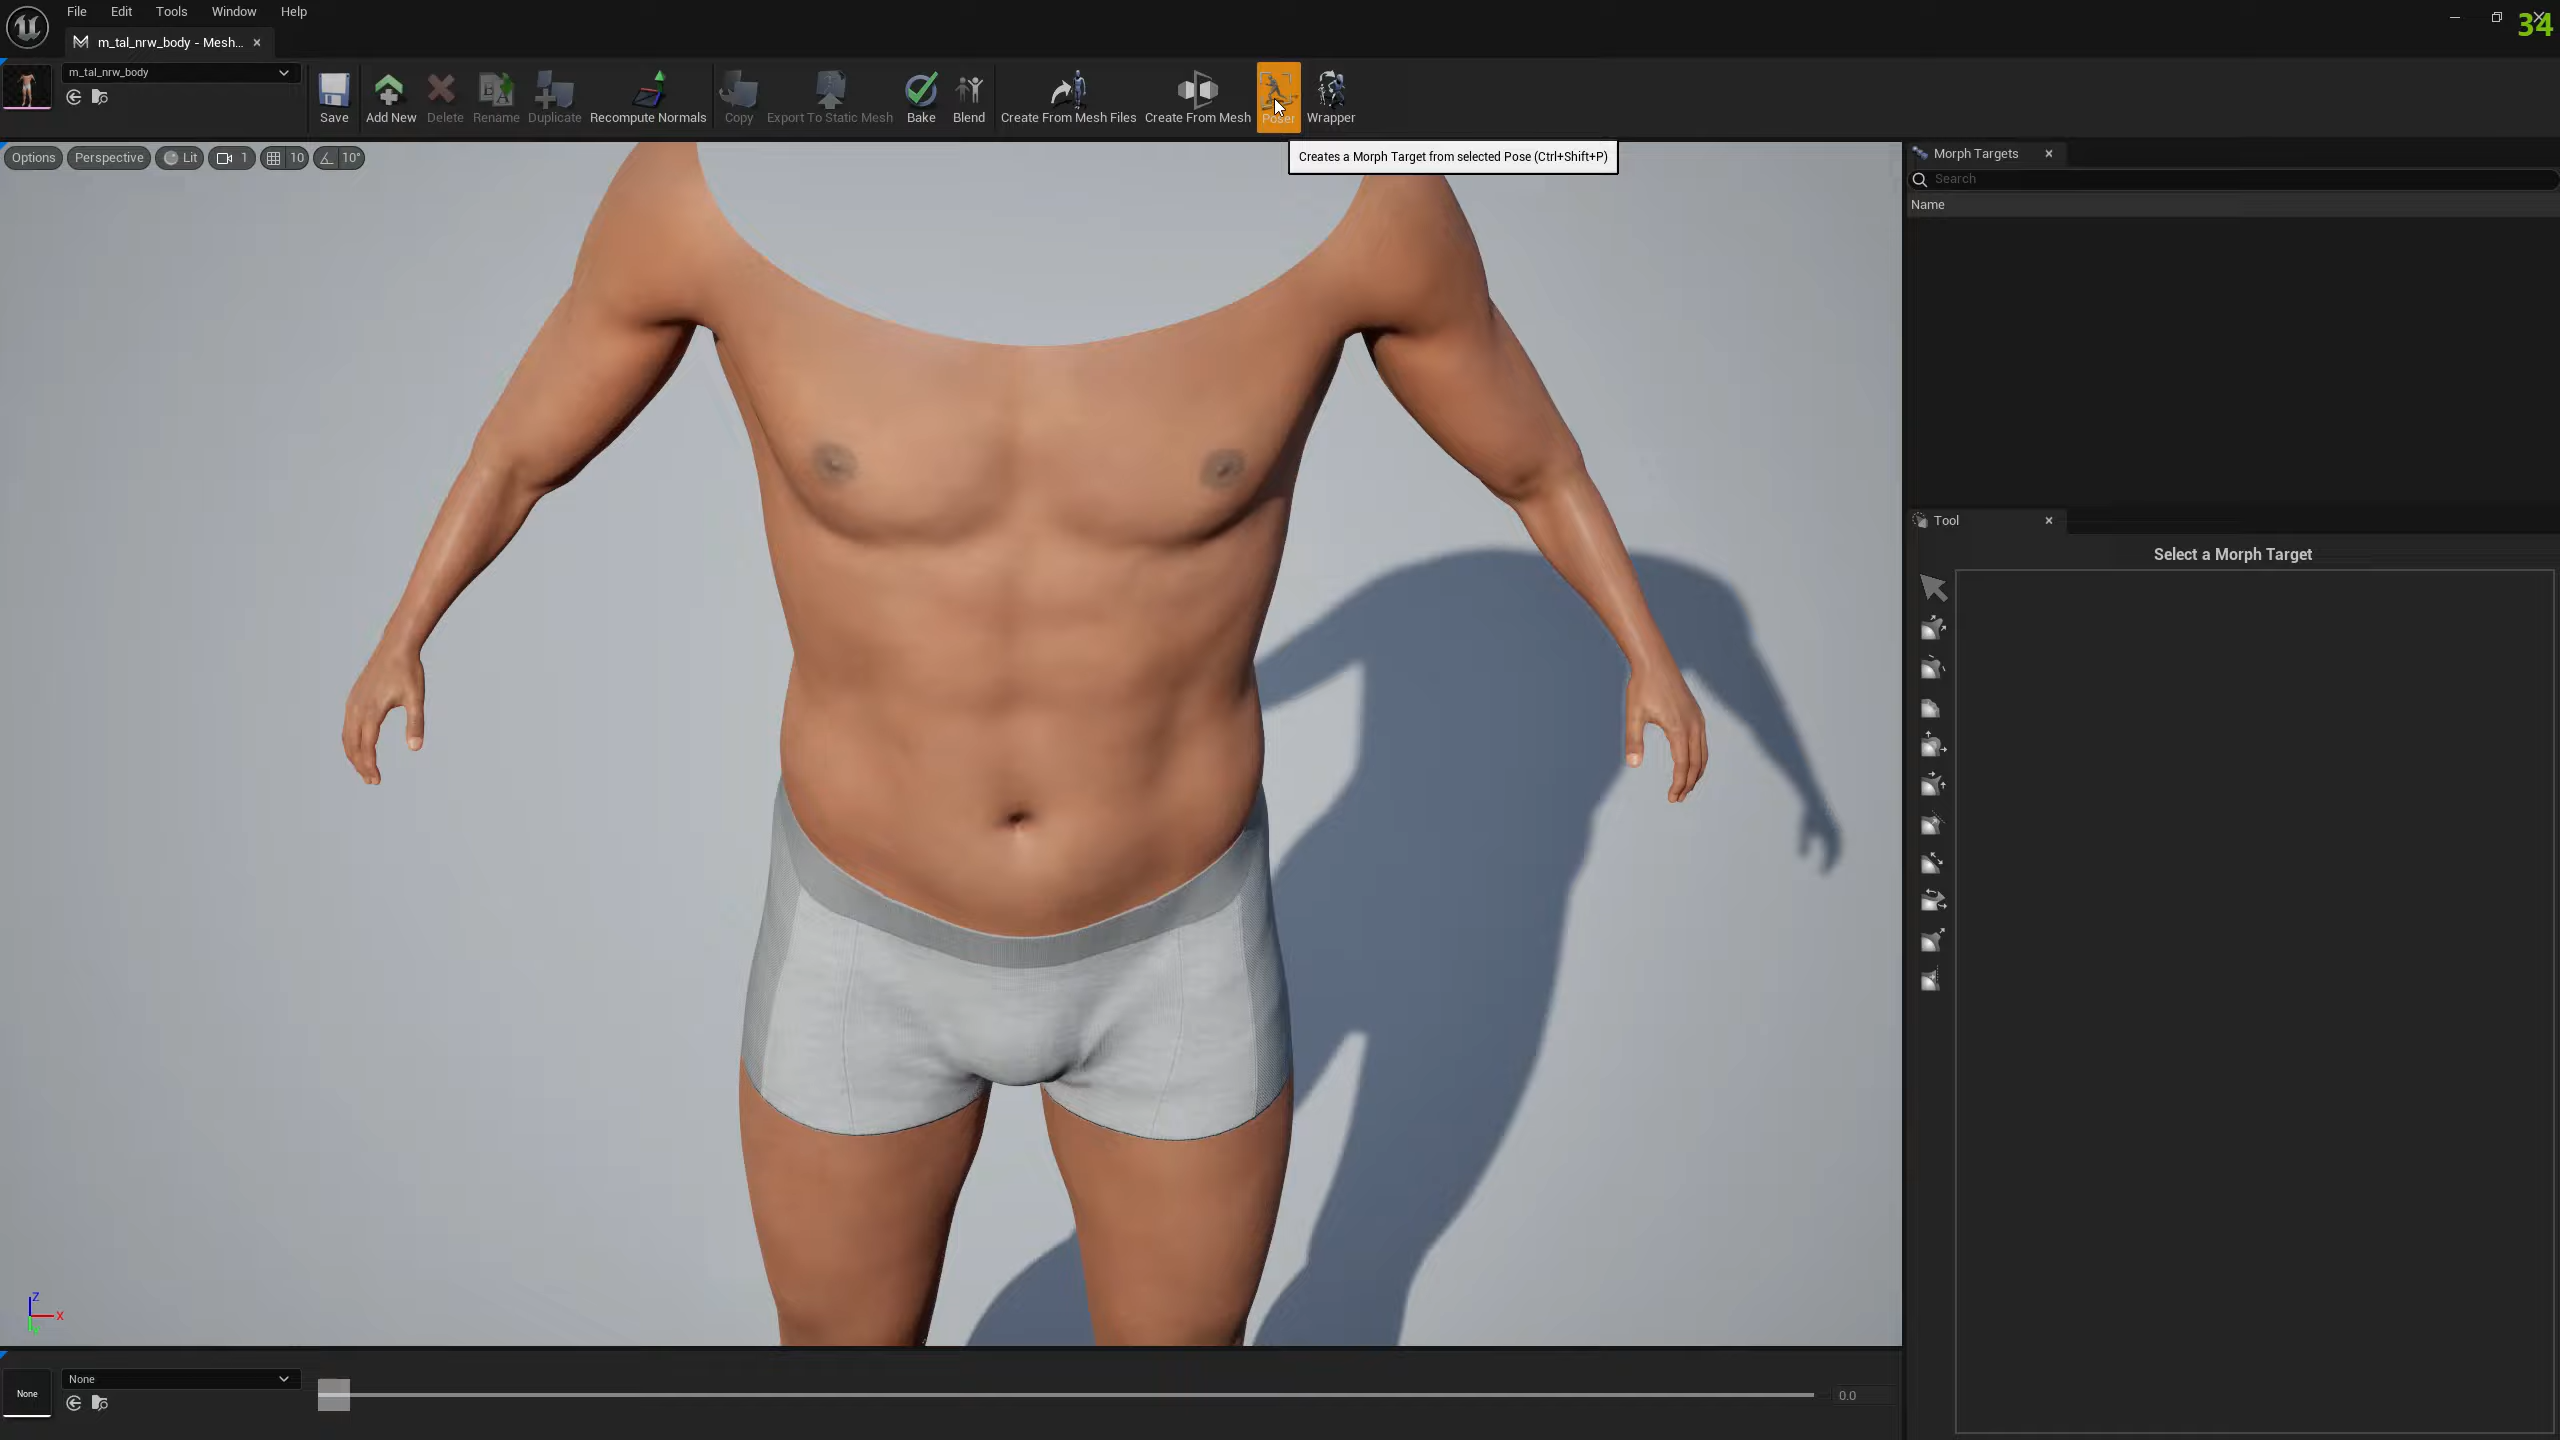 34
File Edit Tools Window Help
m_tal_nrw_body - Mesh...
m_tal_nrw_body
Save Add New Delete Rename Duplicate Recompute Normals Copy Export To Static Mesh Bake Blend Create From Mesh Files Create From Mesh Poser Wrapper
Options Perspective Lit 1 10 10°
Creates a Morph Target from selected Pose (Ctrl+Shift+P)
Morph Targets
Search
Name
Tool
Select a Morph Target
Z
X
None
None
0.0